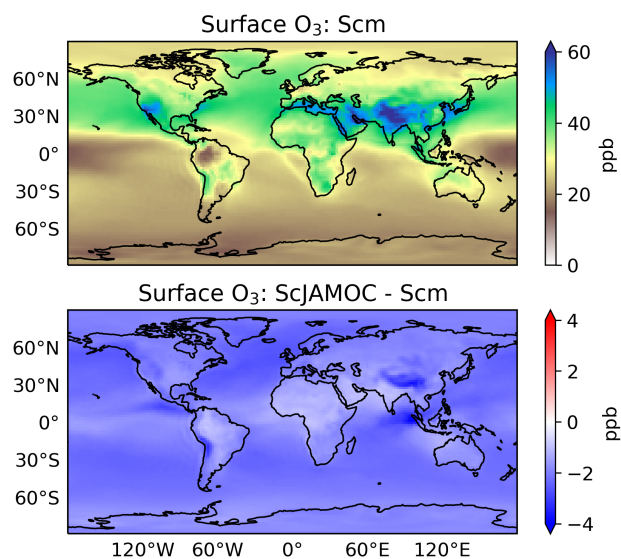 Surface O₃: Scm
60°N
30°N
0°
30°S
60°S
60
40
20
0
ppb
Surface O₃: ScJAMOC - Scm
60°N
30°N
0°
30°S
60°S
120°W 60°W 0° 60°E 120°E
4
2
0
−2
−4
ppb